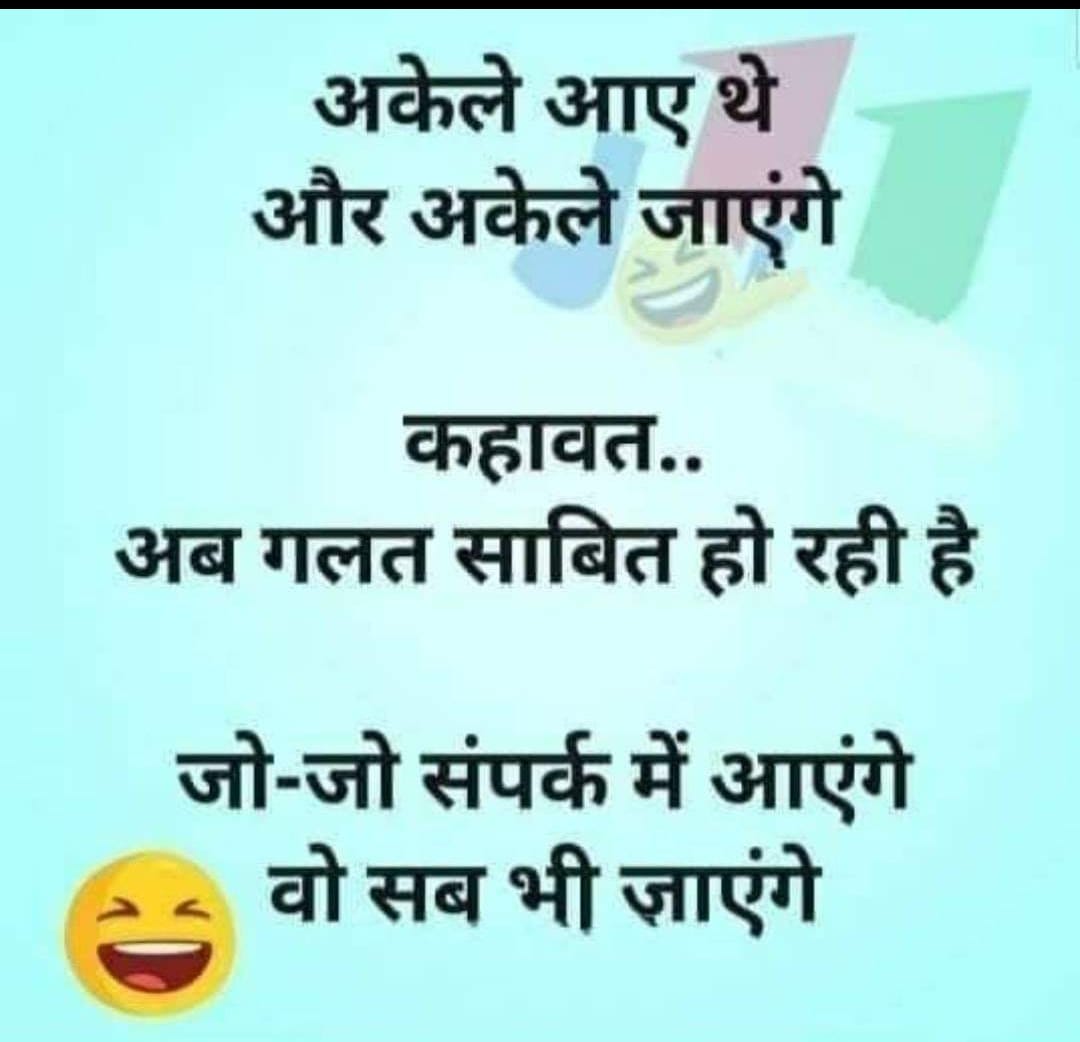 अकेले आए थे
और अकेले जाएंगे
कहावत..
अब गलत साबित हो रही है
जो-जो संपर्क में आएंगे
वो सब भी ज़ाएंगे